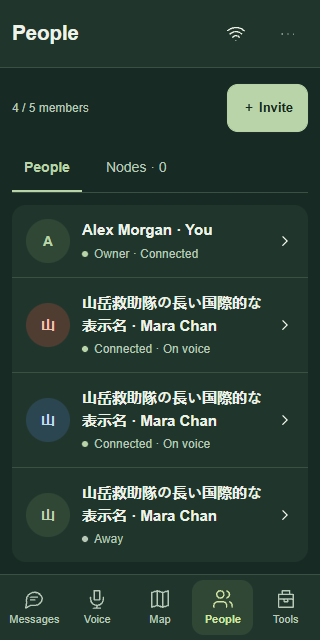 People
4 / 5 members
+ Invite
People
Nodes · 0
A
Alex Morgan · You
Owner · Connected
山
山岳救助隊の長い国際的な
表示名 · Mara Chan
Connected · On voice
山
山岳救助隊の長い国際的な
表示名 · Mara Chan
Connected · On voice
山
山岳救助隊の長い国際的な
表示名 · Mara Chan
Away
Messages
Voice
Map
People
Tools